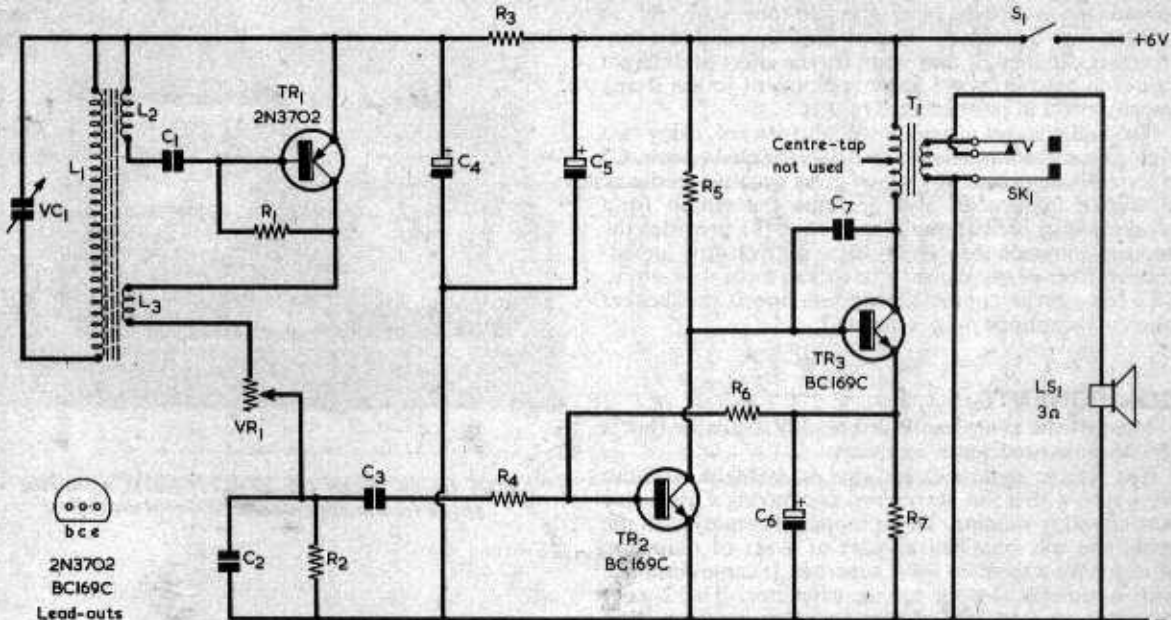 R3
S1
+6V
TR1
2N3702
L2
C1
L1
VC1
R1
C4
+
C5
R5
T1
Centre-tap
not used
C7
V
SK1
L3
TR3
BC169C
LS1
3Ω
VR1
R6
C3
R4
b c e
2N3702
BC169C
Lead-outs
C2
R2
TR2
BC169C
+
C6
R7